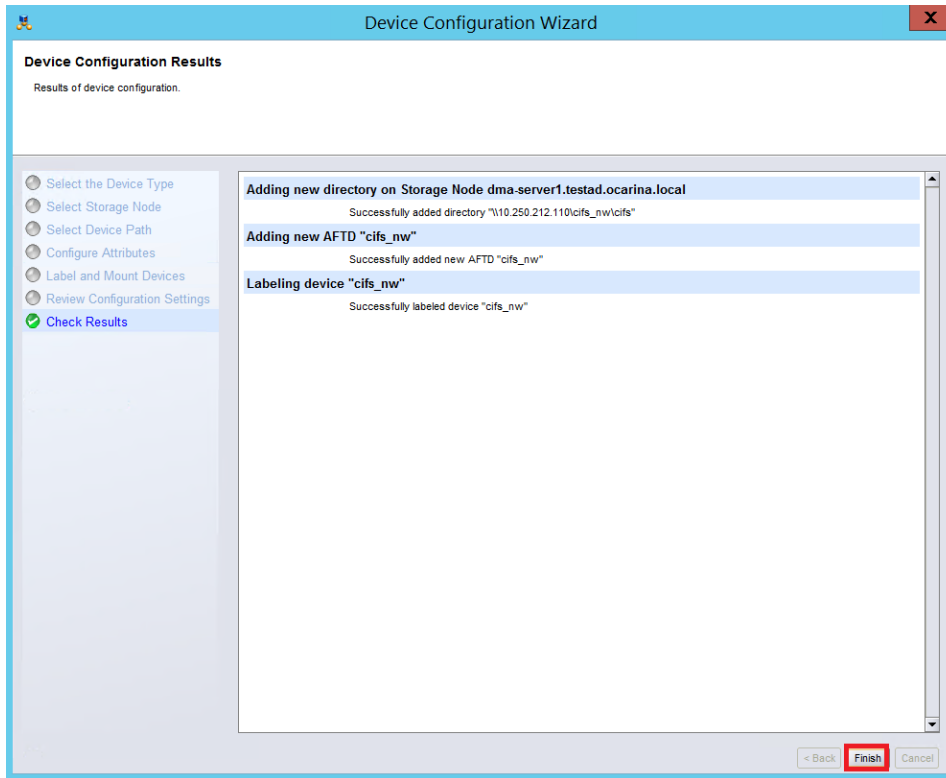 Device Configuration Wizard
X
Device Configuration Results
Results of device configuration.
Select the Device Type
Select Storage Node
Select Device Path
Configure Attributes
Label and Mount Devices
Review Configuration Settings
Check Results
Adding new directory on Storage Node dma-server1.testad.ocarina.local
Successfully added directory "\\10.250.212.110\cifs_nw\cifs"
Adding new AFTD "cifs_nw"
Successfully added new AFTD "cifs_nw"
Labeling device "cifs_nw"
Successfully labeled device "cifs_nw"
< Back Finish Cancel